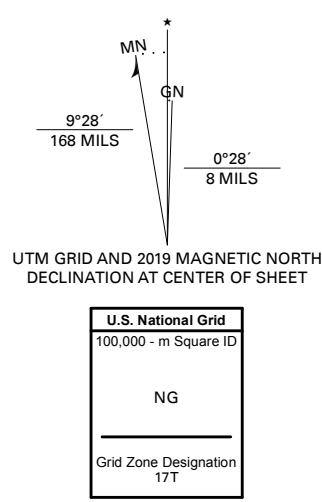 MN
GN
9°28´
168 MILS
0°28´
8 MILS
UTM GRID AND 2019 MAGNETIC NORTH
DECLINATION AT CENTER OF SHEET
U.S. National Grid
100,000 - m Square ID
NG
Grid Zone Designation
17T